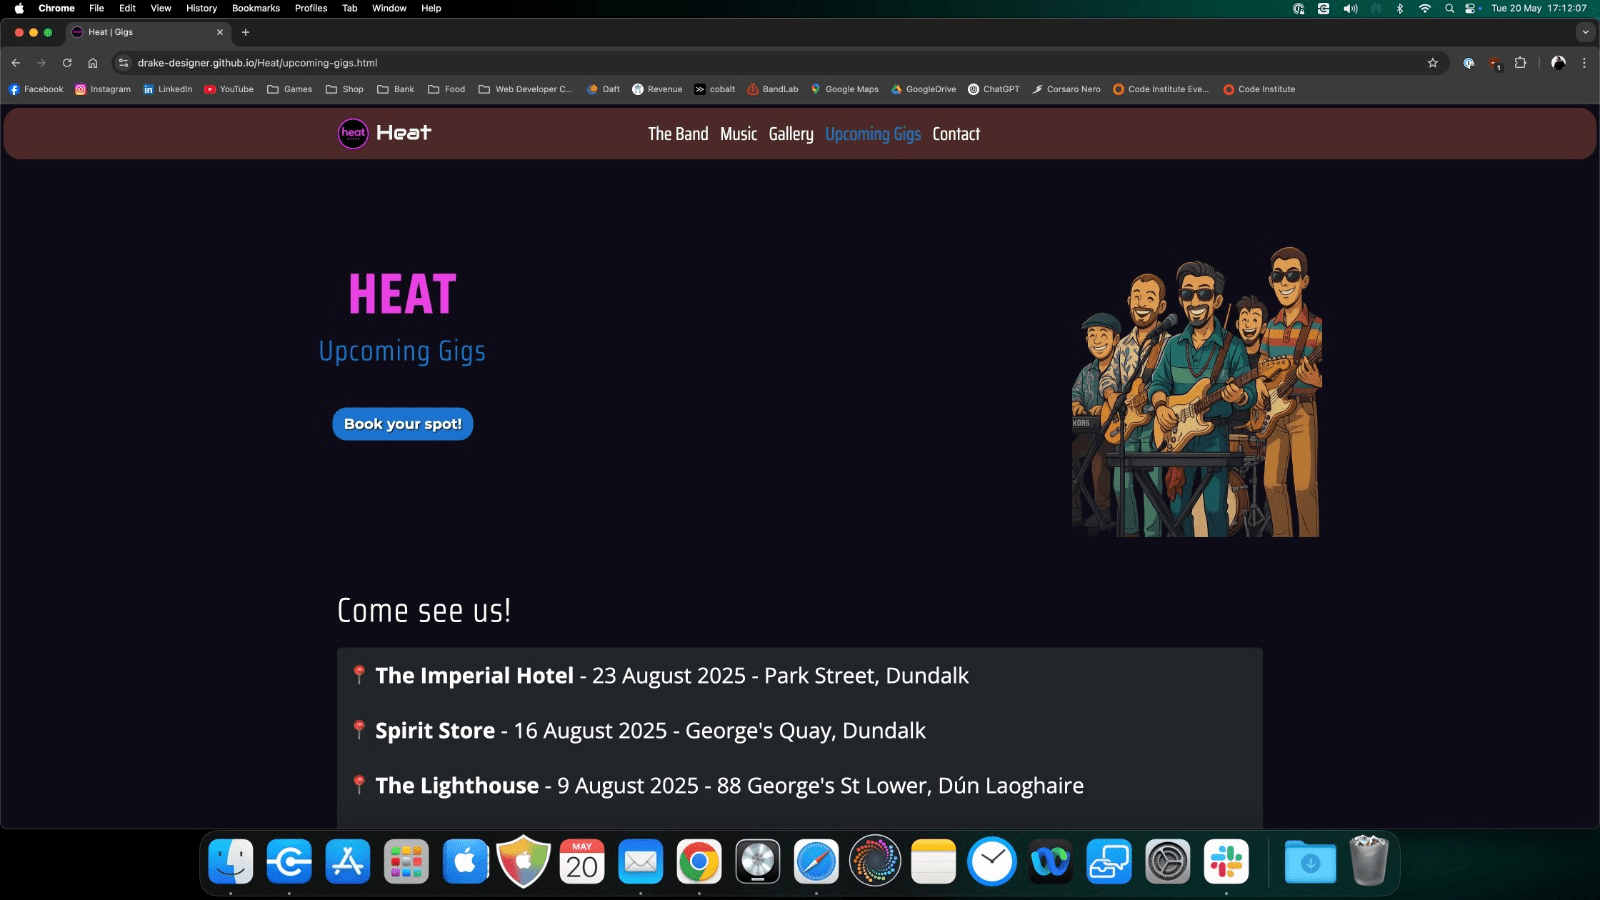 Chrome File Edit View History Bookmarks Profiles Tab Window Help Tue 20 May 17:12:07
Heat | Gigs
drake-designer.github.io/Heat/upcoming-gigs.html
Facebook Instagram LinkedIn YouTube Games Shop Bank Food Web Developer C... Daft Revenue cobalt BandLab Google Maps GoogleDrive ChatGPT Corsaro Nero Code Institute Eve... Code Institute
heat Heat The Band Music Gallery Upcoming Gigs Contact
HEAT
Upcoming Gigs
Book your spot!
KORG
Come see us!
The Imperial Hotel - 23 August 2025 - Park Street, Dundalk
Spirit Store - 16 August 2025 - George's Quay, Dundalk
The Lighthouse - 9 August 2025 - 88 George's St Lower, Dún Laoghaire
MAY
20